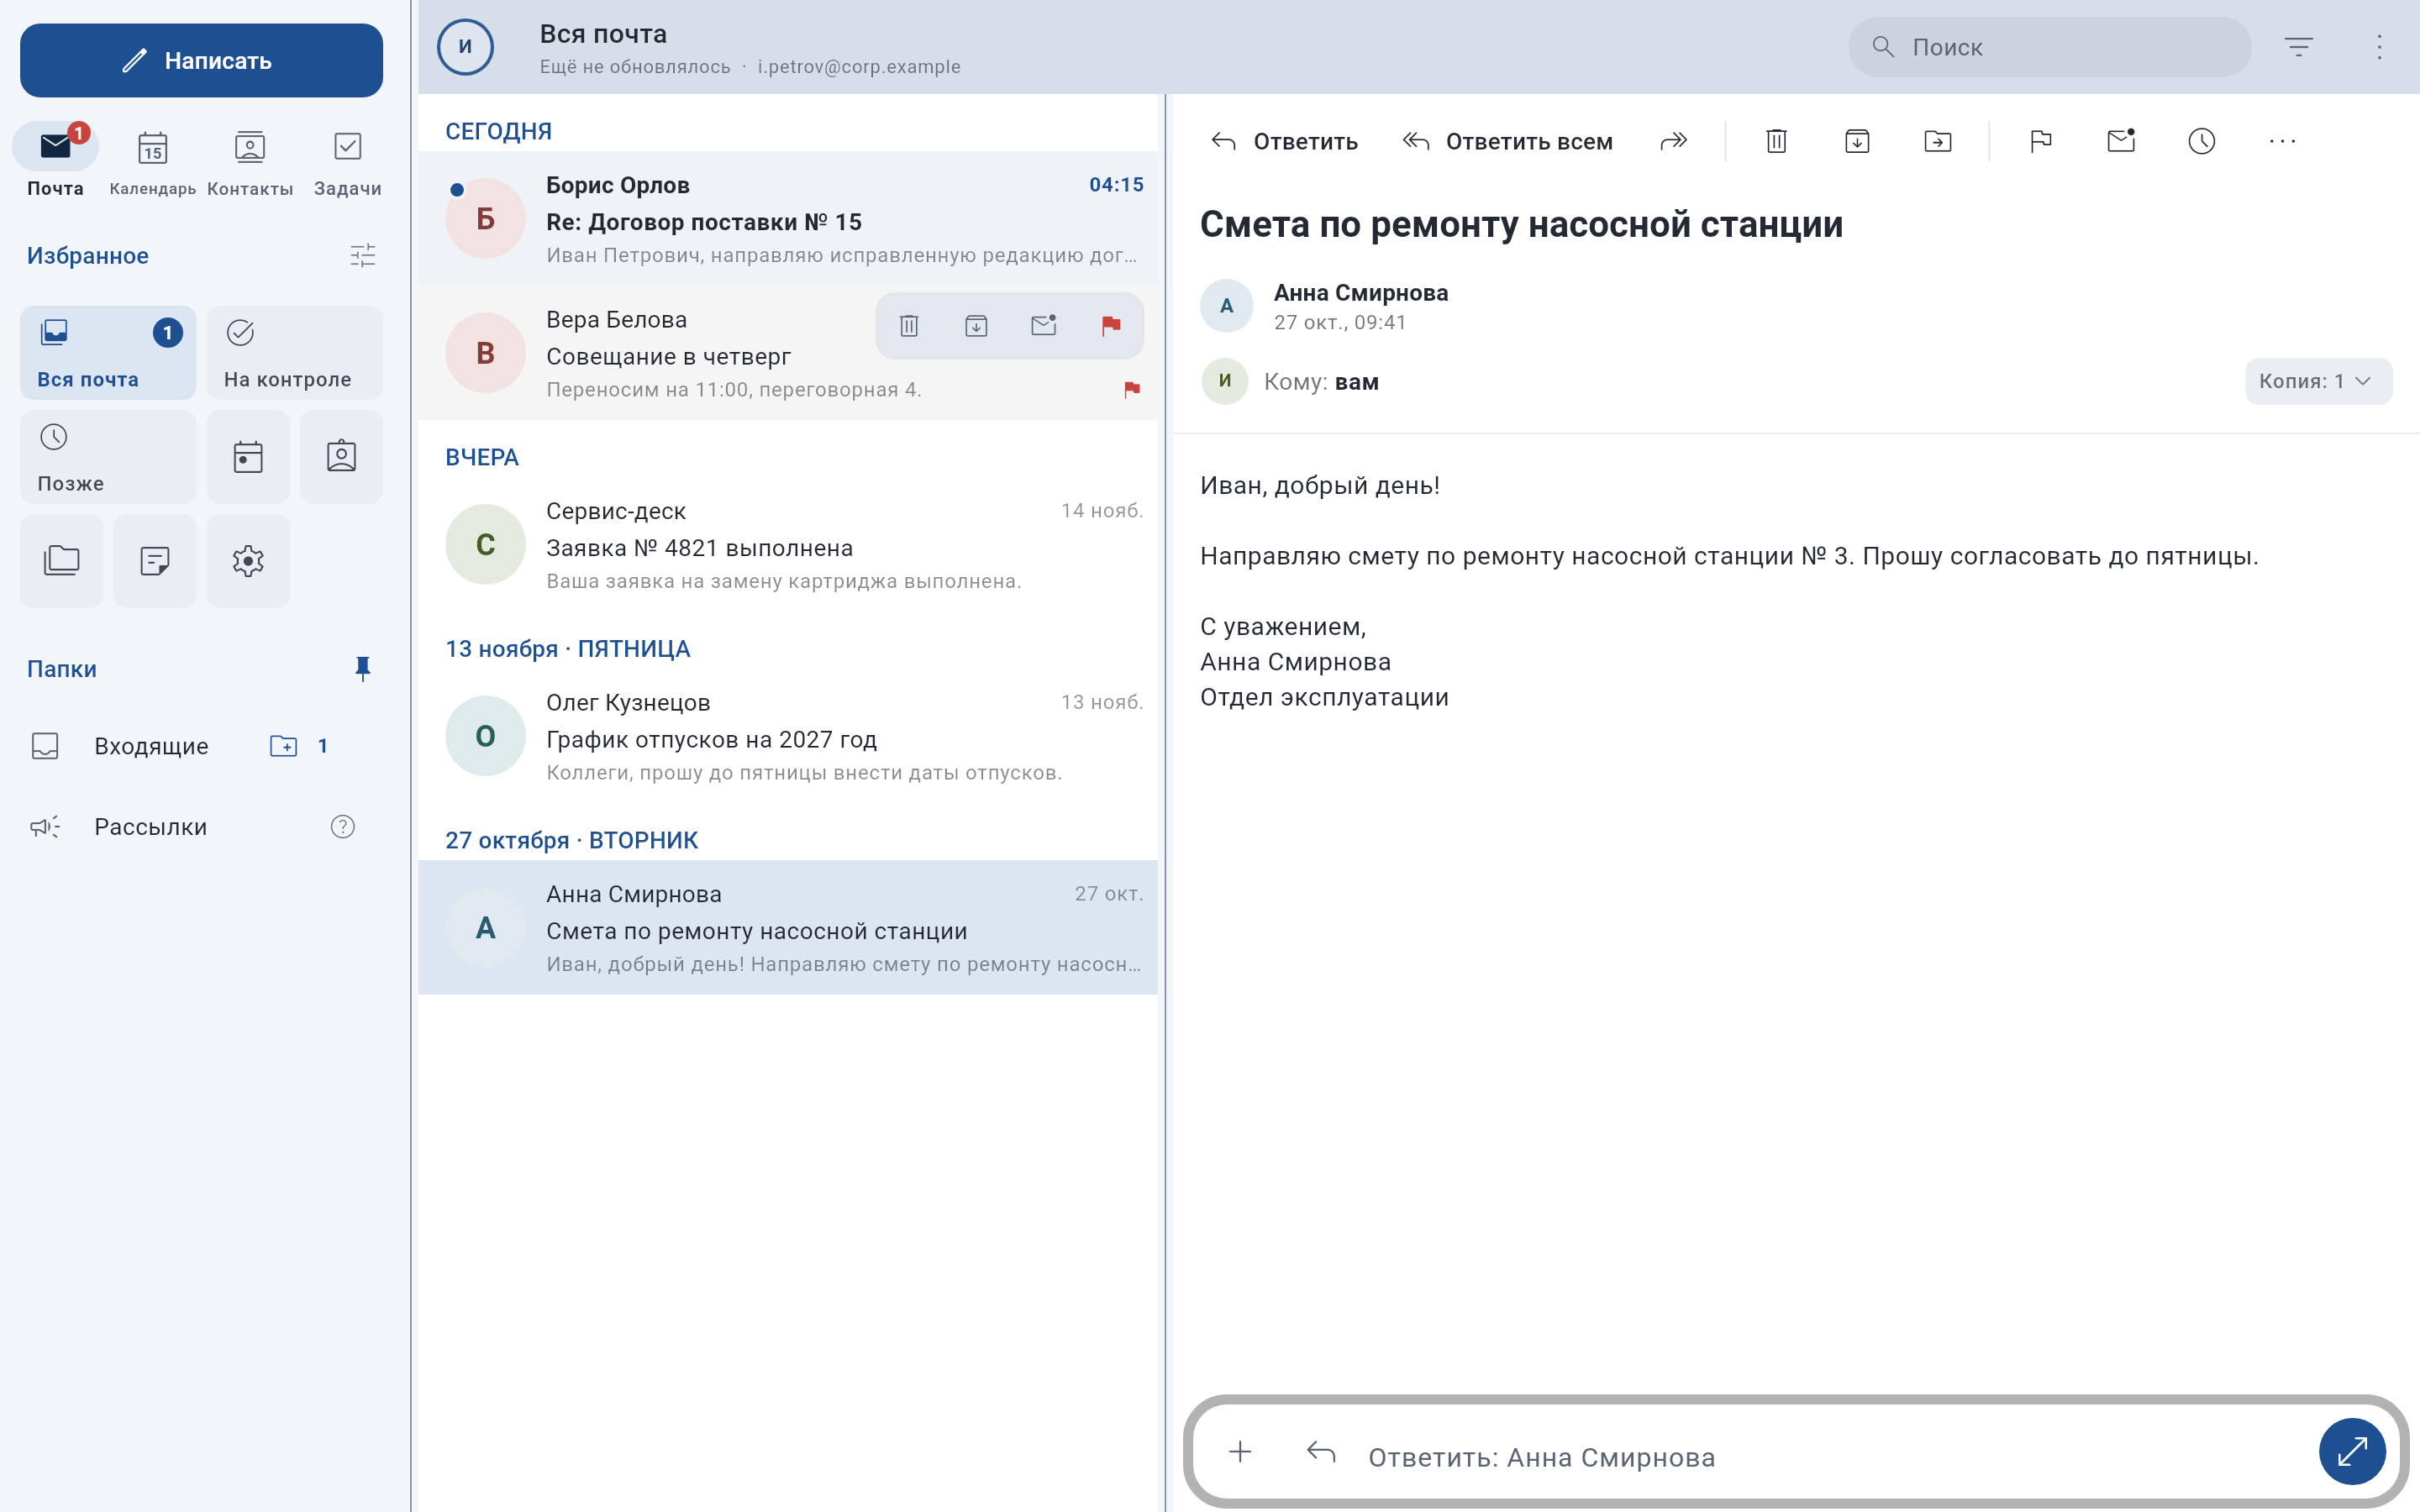 Написать
1
15
Почта
Календарь
Контакты
Задачи
Избранное
1
Вся почта
На контроле
Позже
Папки
Входящие
1
Рассылки
?
И
Вся почта
Ещё не обновлялось · i.petrov@corp.example
Поиск
СЕГОДНЯ
Б
Борис Орлов
04:15
Re: Договор поставки № 15
Иван Петрович, направляю исправленную редакцию дог…
В
Вера Белова
Совещание в четверг
Переносим на 11:00, переговорная 4.
ВЧЕРА
С
Сервис-деск
14 нояб.
Заявка № 4821 выполнена
Ваша заявка на замену картриджа выполнена.
13 ноября · ПЯТНИЦА
О
Олег Кузнецов
13 нояб.
График отпусков на 2027 год
Коллеги, прошу до пятницы внести даты отпусков.
27 октября · ВТОРНИК
А
Анна Смирнова
27 окт.
Смета по ремонту насосной станции
Иван, добрый день! Направляю смету по ремонту насосн…
Ответить
Ответить всем
Смета по ремонту насосной станции
А
Анна Смирнова
27 окт., 09:41
И
Кому: вам
Копия: 1
Иван, добрый день!
Направляю смету по ремонту насосной станции № 3. Прошу согласовать до пятницы.
С уважением,
Анна Смирнова
Отдел эксплуатации
Ответить: Анна Смирнова